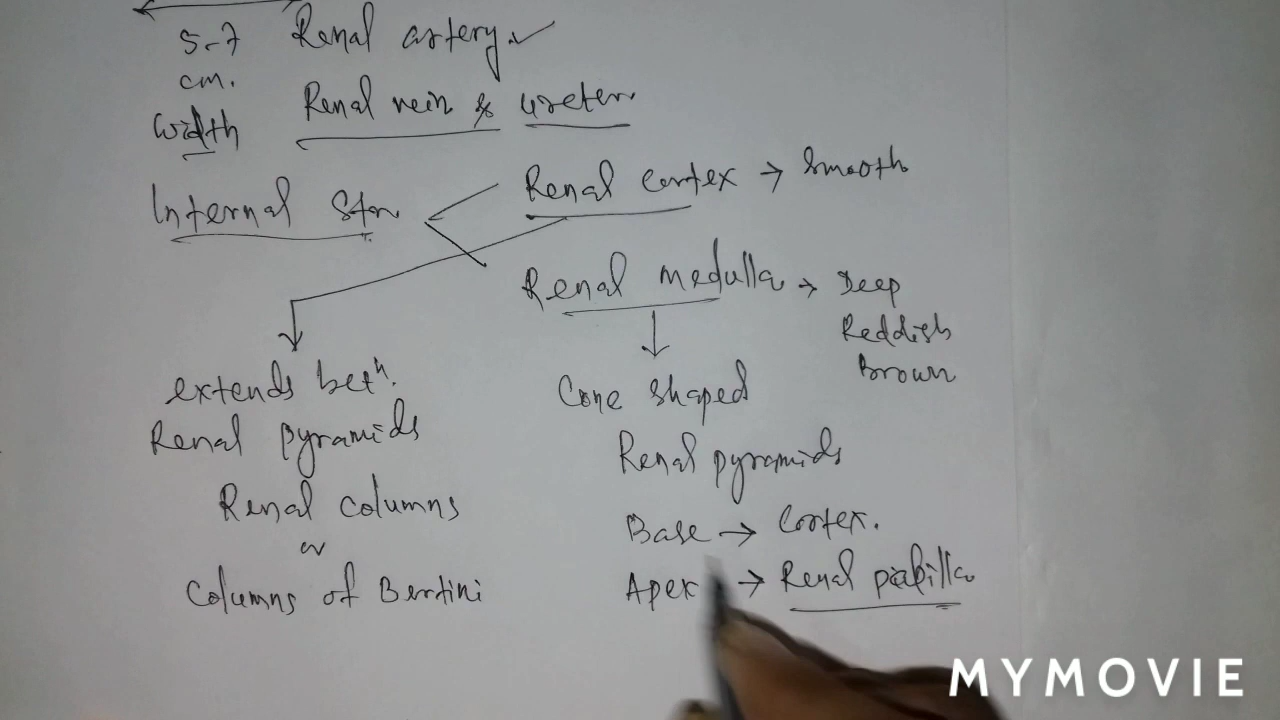 5-7 Renal artery
cm.
Width Renal vein & ureter
Internal Str. Renal cortex → Smooth
Renal medulla → Deep
Reddish
Brown
extends betn. Cone shaped
Renal pyramids Renal pyramids
Renal columns Base → Cortex.
or
Columns of Bertini Apex → Renal papilla
MYMOVIE